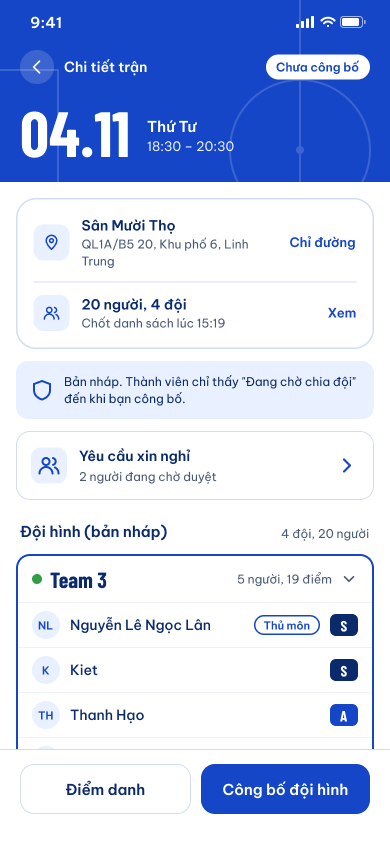 9:41
Chi tiết trận
Chưa công bố
04.11
Thứ Tư
18:30 – 20:30
Sân Mười Thọ
QL1A/B5 20, Khu phố 6, Linh
Trung
Chỉ đường
20 người, 4 đội
Chốt danh sách lúc 15:19
Xem
Bản nháp. Thành viên chỉ thấy "Đang chờ chia đội"
đến khi bạn công bố.
Yêu cầu xin nghỉ
2 người đang chờ duyệt
Đội hình (bản nháp)
4 đội, 20 người
Team 3
5 người, 19 điểm
NL
Nguyễn Lê Ngọc Lân
Thủ môn
S
K
Kiet
S
TH
Thanh Hạo
A
Điểm danh
Công bố đội hình